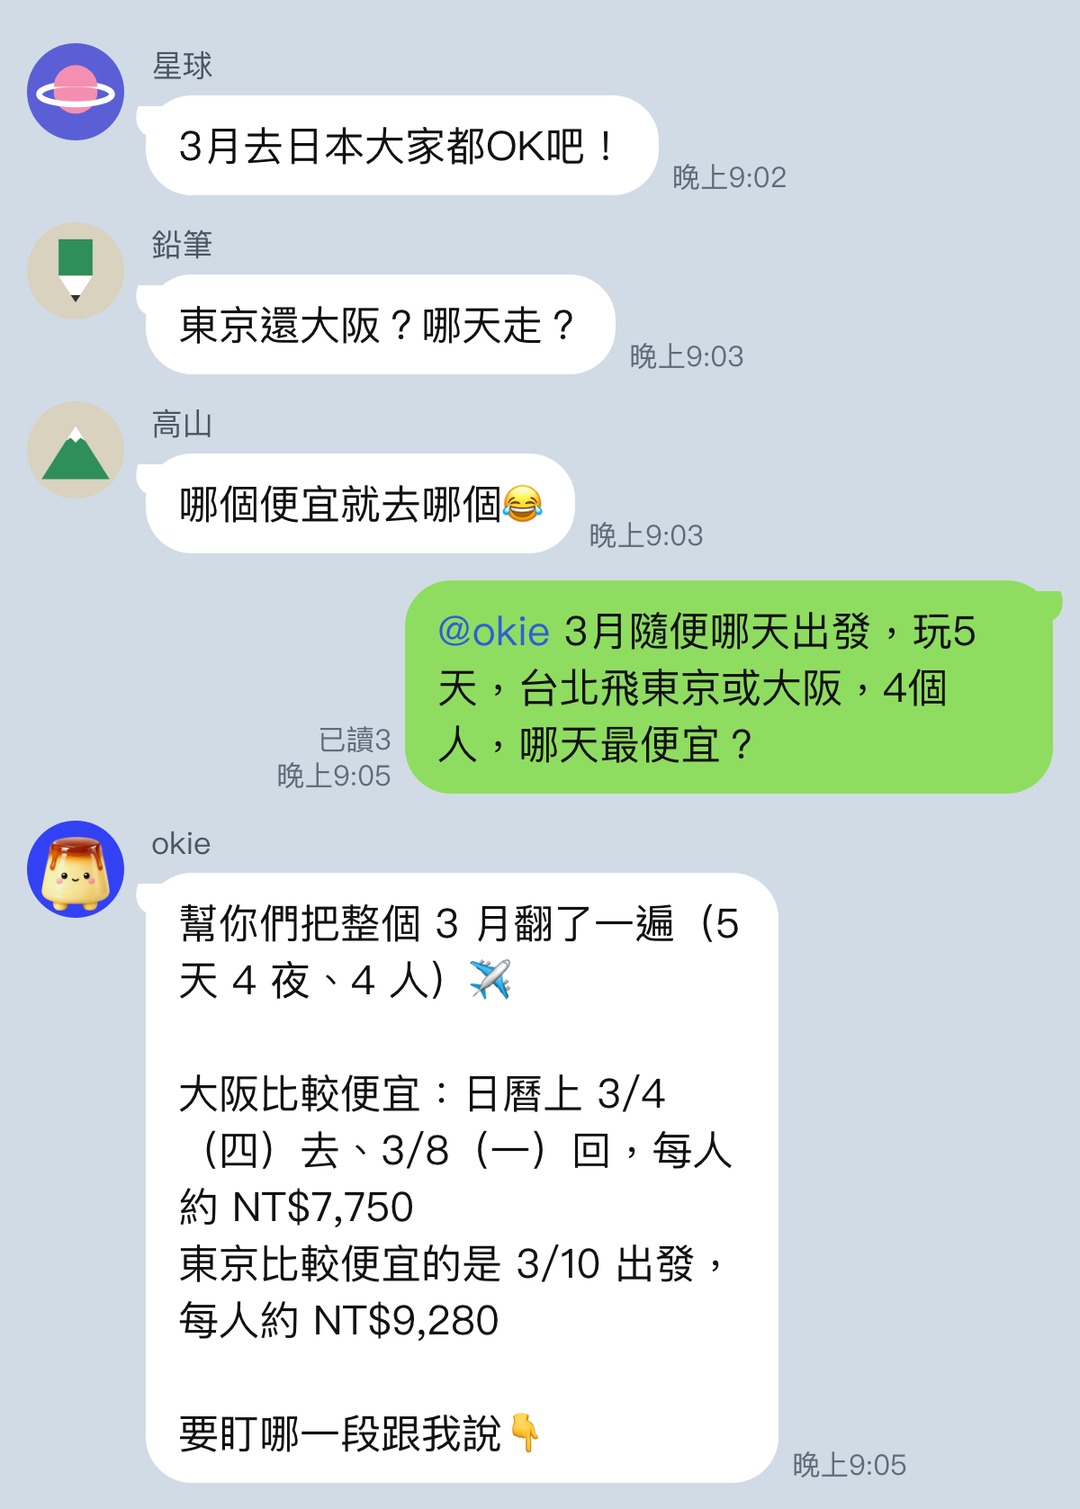 星球
3月去日本大家都OK吧！
晚上9:02
鉛筆
東京還大阪？哪天走？
晚上9:03
高山
哪個便宜就去哪個😂
晚上9:03
@okie 3月隨便哪天出發，玩5
天，台北飛東京或大阪，4個
人，哪天最便宜？
已讀3
晚上9:05
okie
幫你們把整個 3 月翻了一遍（5
天 4 夜、4 人）✈️
大阪比較便宜：日曆上 3/4
（四）去、3/8（一）回，每人
約 NT$7,750
東京比較便宜的是 3/10 出發，
每人約 NT$9,280
要盯哪一段跟我說👇
晚上9:05